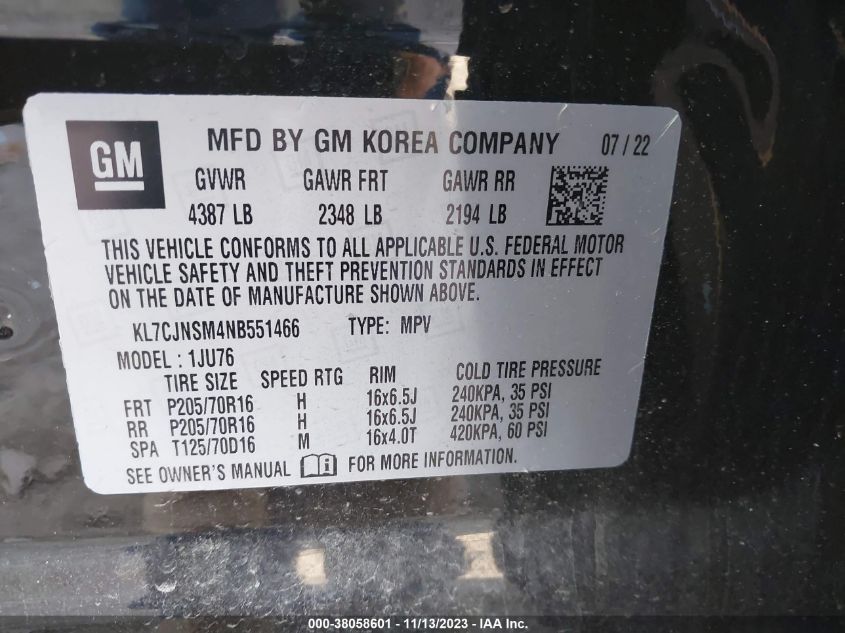 GM
MFD BY GM KOREA COMPANY 07 / 22
GVWR GAWR FRT GAWR RR
4387 LB 2348 LB 2194 LB
THIS VEHICLE CONFORMS TO ALL APPLICABLE U.S. FEDERAL MOTOR
VEHICLE SAFETY AND THEFT PREVENTION STANDARDS IN EFFECT
ON THE DATE OF MANUFACTURE SHOWN ABOVE.
KL7CJNSM4NB551466 TYPE: MPV
MODEL : 1JU76
TIRE SIZE SPEED RTG RIM COLD TIRE PRESSURE
FRT P205/70R16 H 16x6.5J 240KPA, 35 PSI
RR P205/70R16 H 16x6.5J 240KPA, 35 PSI
SPA T125/70D16 M 16x4.0T 420KPA, 60 PSI
SEE OWNER'S MANUAL FOR MORE INFORMATION.
000-38058601 - 11/13/2023 - IAA, Inc.